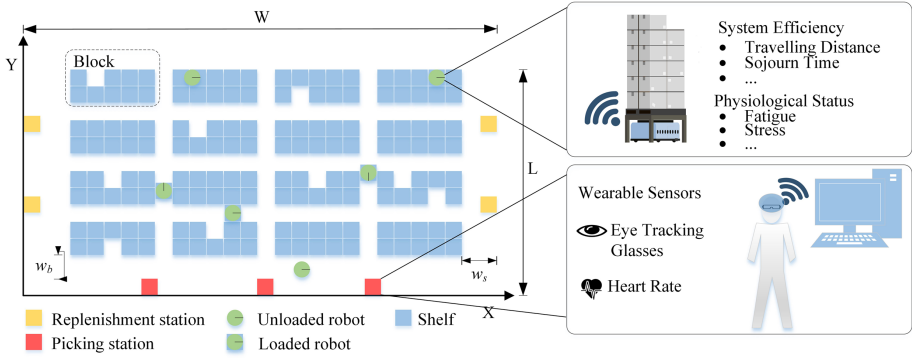 W
Y
Block
L
w_b
w_s
X
Replenishment station
Picking station
Unloaded robot
Loaded robot
Shelf
System Efficiency
• Travelling Distance
• Sojourn Time
• ...
Physiological Status
• Fatigue
• Stress
• ...
Wearable Sensors
Eye Tracking
Glasses
Heart Rate